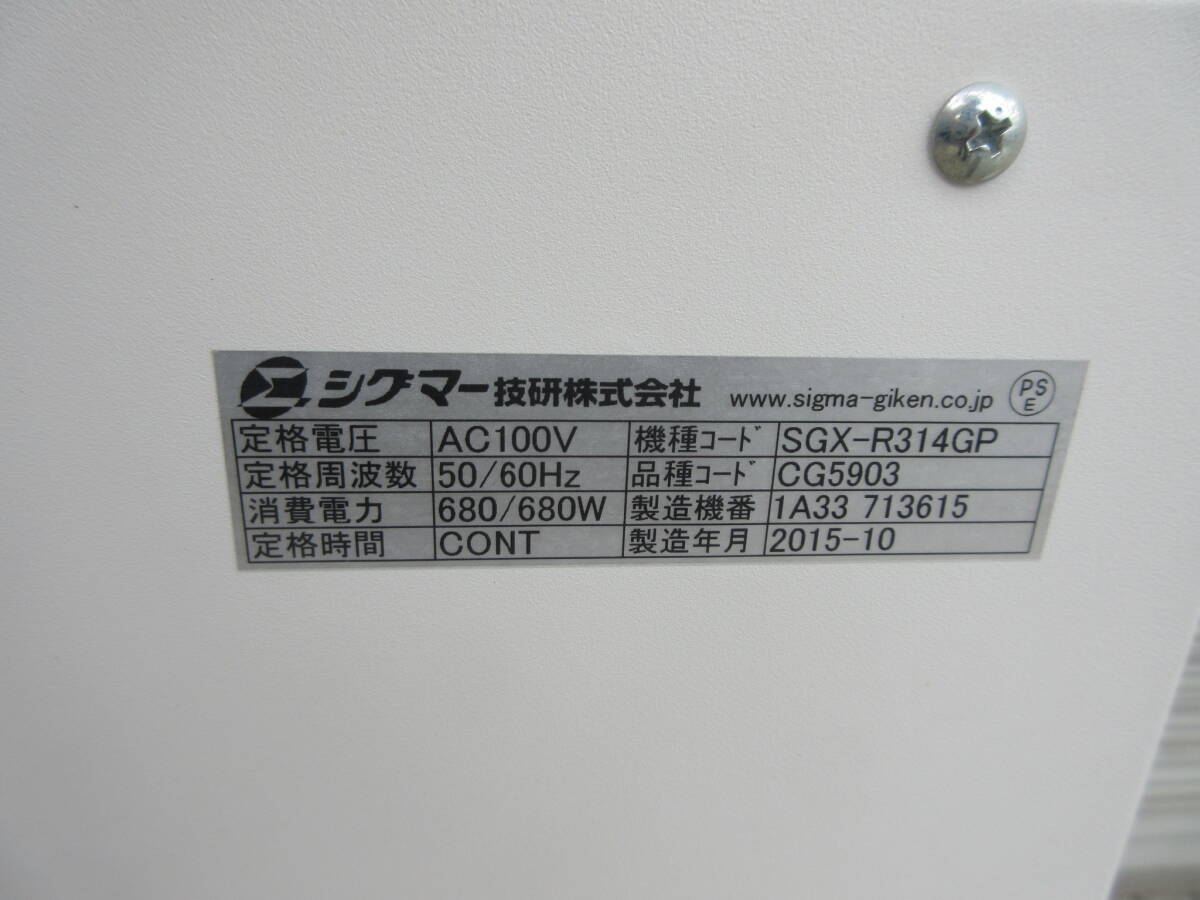 シグマー技研株式会社 www.sigma-giken.co.jp PSE
定格電圧 AC100V 機種コード SGX-R314GP
定格周波数 50/60Hz 品種コード CG5903
消費電力 680/680W 製造機番 1A33 713615
定格時間 CONT 製造年月 2015-10